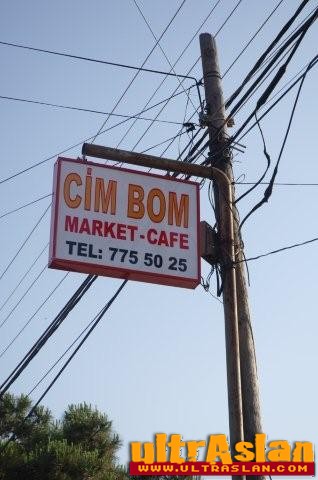 CİM BOM
MARKET-CAFE
TEL: 775 50 25
ultrAslan
WWW.ULTRASLAN.COM